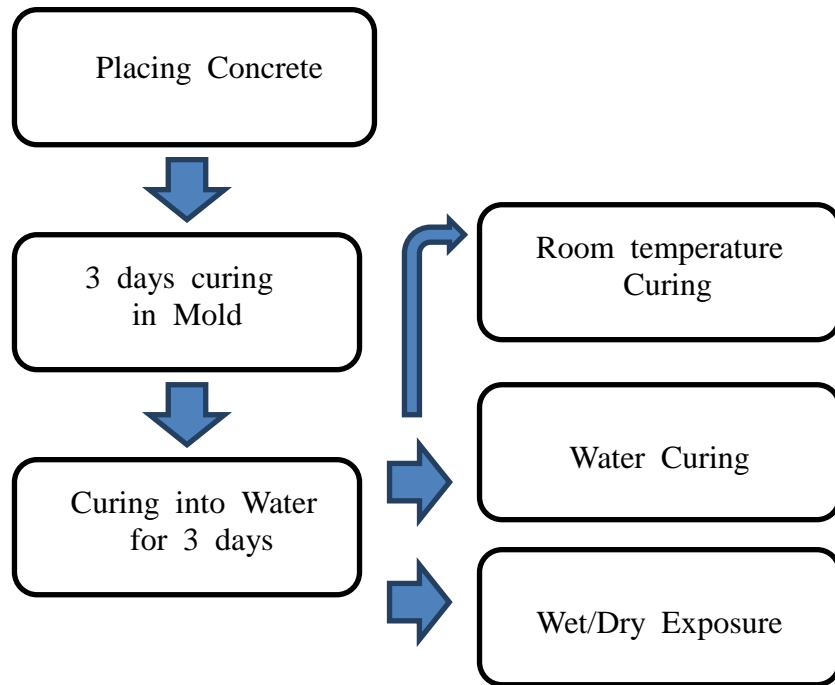 Placing Concrete
3 days curing
in Mold
Curing into Water
for 3 days
Room temperature
Curing
Water Curing
Wet/Dry Exposure